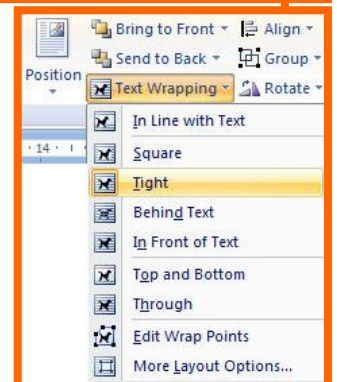 Bring to Front Align
Send to Back Group
Position
Text Wrapping Rotate
In Line with Text
· 14 · ı
Square
Tight
Behind Text
In Front of Text
Top and Bottom
Through
Edit Wrap Points
More Layout Options...